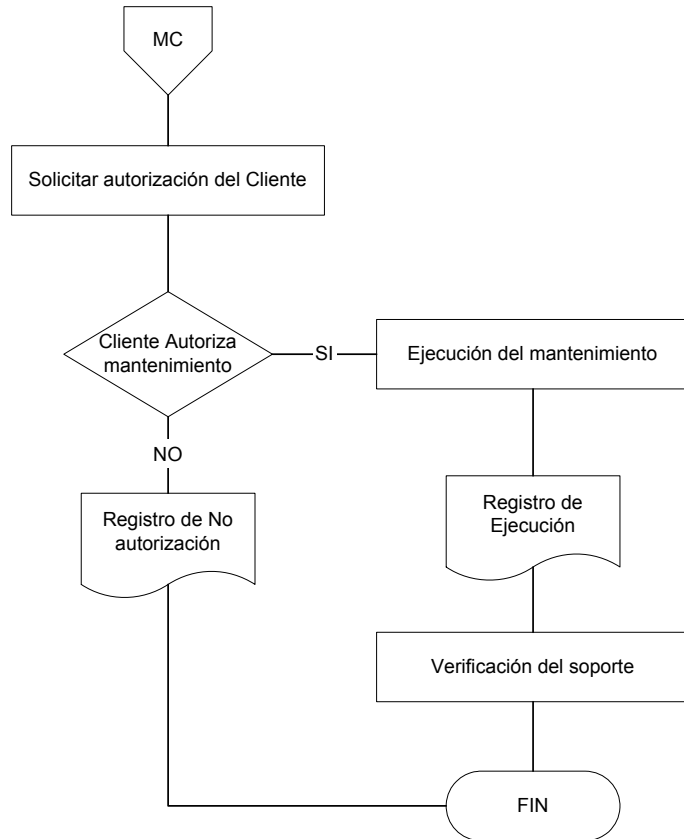 MC
Solicitar autorización del Cliente
Cliente Autoriza
mantenimiento
SI
Ejecución del mantenimiento
NO
Registro de No
autorización
Registro de
Ejecución
Verificación del soporte
FIN